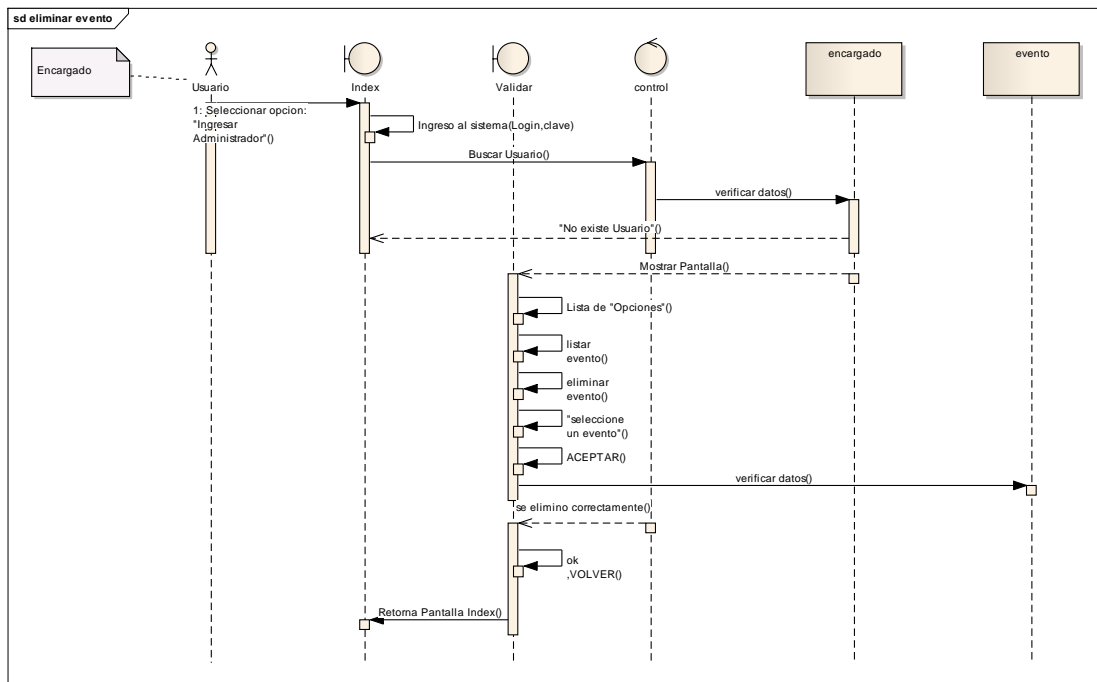 sd eliminar evento
Encargado
Usuario
Index
Validar
control
encargado
evento
1: Seleccionar opcion:
"Ingresar
Administrador"()
Ingreso al sistema(Login,clave)
Buscar Usuario()
verificar datos()
"No existe Usuario"()
Mostrar Pantalla()
Lista de "Opciones"()
listar
evento()
eliminar
evento()
"seleccione
un evento"()
ACEPTAR()
verificar datos()
se elimino correctamente()
ok
,VOLVER()
Retorna Pantalla Index()